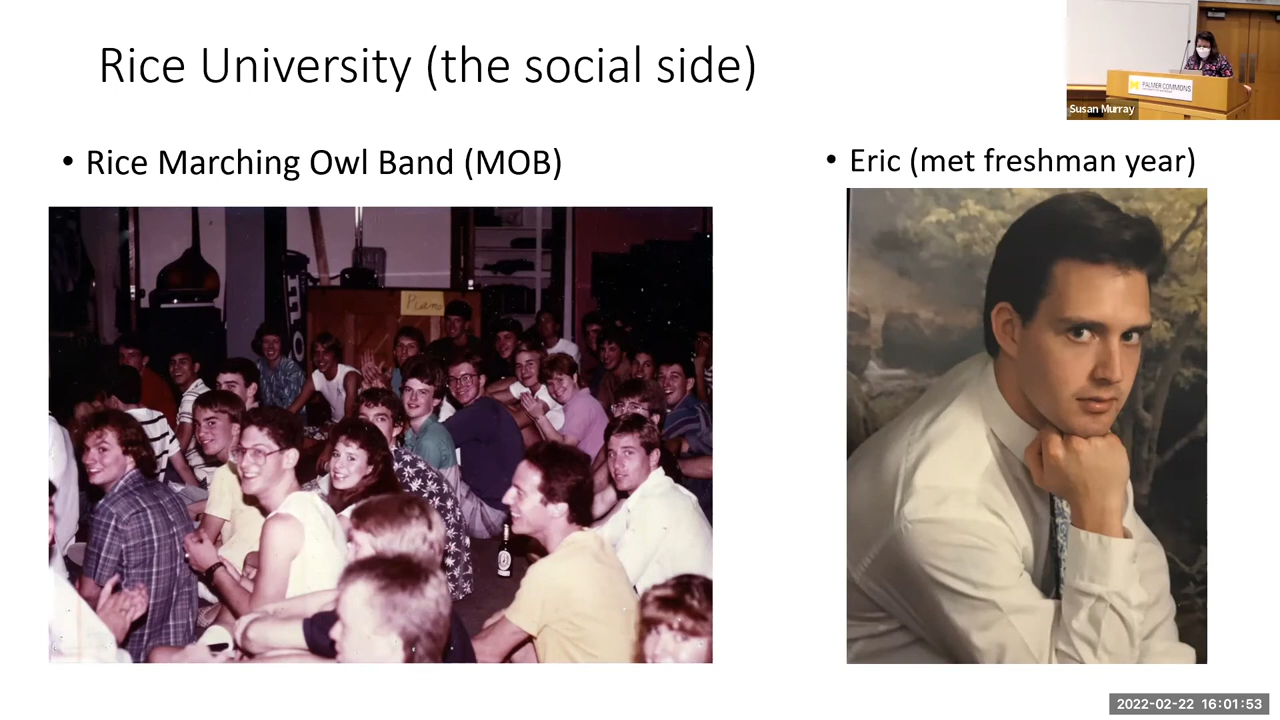 Rice University (the social side)
Susan Murray
PALMER COMMONS
• Rice Marching Owl Band (MOB)
• Eric (met freshman year)
Piano
2022-02-22 16:01:53